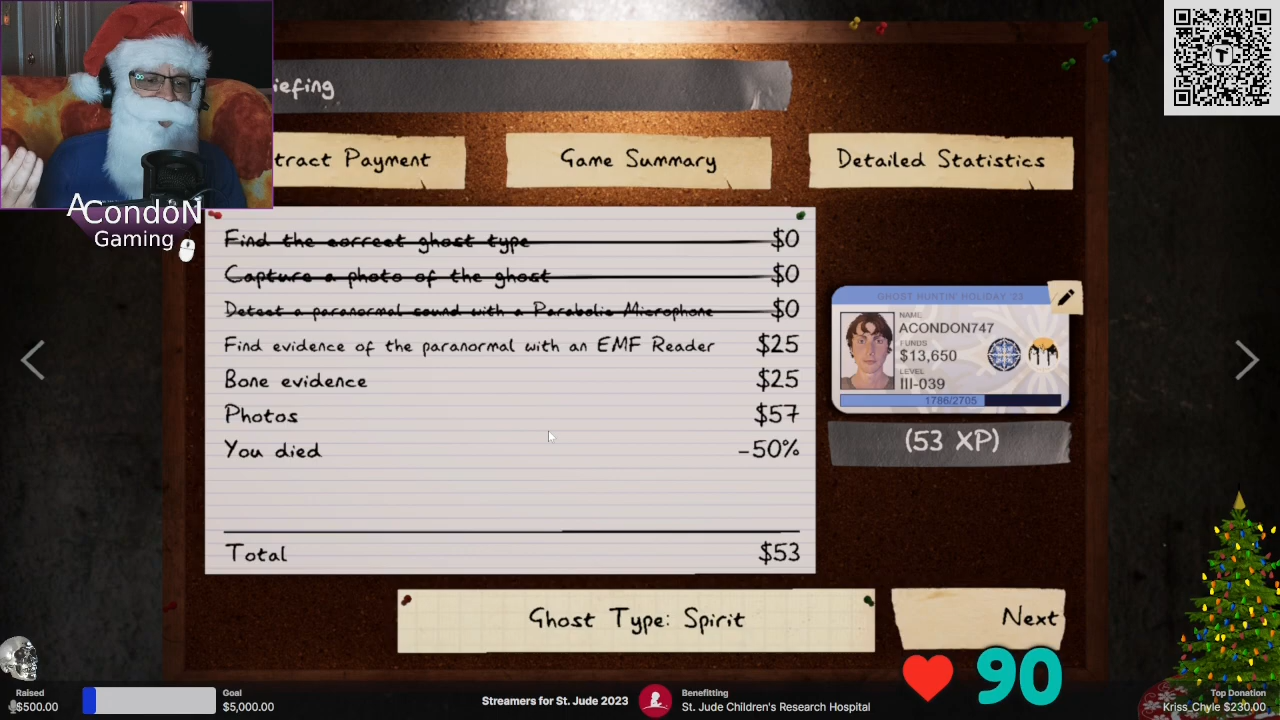 iefing
tract Payment
Game Summary
Detailed Statistics
ACondoN
Gaming
Find the correct ghost type $0
Capture a photo of the ghost $0
Detect a paranormal sound with a Parabolic Microphone $0
Find evidence of the paranormal with an EMF Reader $25
Bone evidence $25
Photos $57
You died -50%
Total $53
GHOST HUNTIN' HOLIDAY '23
NAME
ACONDON747
FUNDS
$13,650
LEVEL
III-039
1786/2705
(53 XP)
Ghost Type: Spirit
Next
90
Raised
$500.00
Goal
$5,000.00
Streamers for St. Jude 2023
Benefitting
St. Jude Children's Research Hospital
Top Donation
Kriss_Chyle $230.00